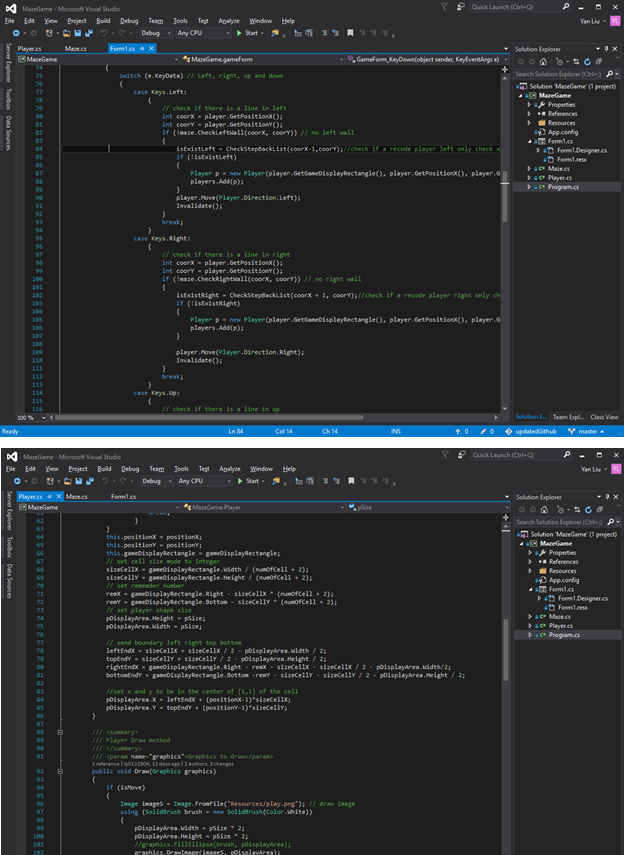 MazeGame - Microsoft Visual Studio
Quick Launch (Ctrl+Q)
File Edit View Project Build Debug Team Tools Test Analyze Window Help
Yan Liu YL
Debug Any CPU Start
Server Explorer
Toolbox
Data Sources
Player.cs Maze.cs Form1.cs
MazeGame MazeGame.gameForm GameForm_KeyDown(object sender, KeyEventArgs e)
74 {
75 switch (e.KeyData) // Left, right, up and down
76 {
77 case Keys.Left:
78 {
79 // check if there is a line in left
80 int coorX = player.GetPositionX();
81 int coorY = player.GetPositionY();
82 if (!maze.CheckLeftWall(coorX, coorY)) // no left wall
83 {
84 isExistLeft = CheckStepBackList(coorX-1,coorY);//check if a recode player left only check x
85 if (!isExistLeft)
86 {
87 Player p = new Player(player.GetGameDisplayRectangle(), player.GetPositionX(), player.G
88 players.Add(p);
89 }
90 player.Move(Player.Direction.Left);
91 Invalidate();
92 }
93 break;
94 }
95 case Keys.Right:
96 {
97 // check if there is a line in right
98 int coorX = player.GetPositionX();
99 int coorY = player.GetPositionY();
100 if (!maze.CheckRightWall(coorX, coorY)) // no right wall
101 {
102 isExistRight = CheckStepBackList(coorX + 1, coorY);//check if a recode player right only ch
103 if (!isExistRight)
104 {
105 Player p = new Player(player.GetGameDisplayRectangle(), player.GetPositionX(), player.G
106 players.Add(p);
107 }
108
109 player.Move(Player.Direction.Right);
110 Invalidate();
111 }
112 break;
113 }
114 case Keys.Up:
115 {
116 // check if there is a line in up
100 %
Solution Explorer
Search Solution Explorer (Ctrl+;)
Solution 'MazeGame' (1 project)
MazeGame
Properties
References
Resources
App.config
Form1.cs
Form1.Designer.cs
Form1.resx
Maze.cs
Player.cs
Program.cs
Solution E... Team Expl... Class View
Ready Ln 84 Col 14 Ch 14 INS 0 0 updatedGithub master
MazeGame - Microsoft Visual Studio
Quick Launch (Ctrl+Q)
File Edit View Project Build Debug Team Tools Test Analyze Window Help
Yan Liu YL
Debug Any CPU Start
Server Explorer
Toolbox
Data Sources
Player.cs Maze.cs Form1.cs
MazeGame MazeGame.Player pSize
62 }
63 }
64 this.positionX = positionX;
65 this.positionY = positionY;
66 this.gameDisplayRectangle = gameDisplayRectangle;
67 // set cell size mode to integer
68 sizeCellX = gameDisplayRectangle.Width / (numOfCell + 2);
69 sizeCellY = gameDisplayRectangle.Height / (numOfCell + 2);
70 // set rememder number
71 remX = gameDisplayRectangle.Right - sizeCellX * (numOfCell + 2);
72 remY = gameDisplayRectangle.Bottom - sizeCellY * (numOfCell + 2);
73 // set player shape size
74 pDisplayArea.Height = pSize;
75 pDisplayArea.Width = pSize;
76
77 // send boundary left right top bottom
78 leftEndX = sizeCellX + sizeCellX / 2 - pDisplayArea.Width / 2;
79 topEndY = sizeCellY + sizeCellY / 2 - pDisplayArea.Height / 2;
80 rightEndX = gameDisplayRectangle.Right - remX - sizeCellX - sizeCellX / 2 - pDisplayArea.Width/2;
81 bottomEndY = gameDisplayRectangle.Bottom -remY - sizeCellY - sizeCellY / 2 - pDisplayArea.Height / 2;
82
83 //set x and y to be in the center of [1,1] of the cell
84 pDisplayArea.X = leftEndX + (positionX-1)*sizeCellX;
85 pDisplayArea.Y = topEndY + (positionY-1)*sizeCellY;
86 }
87
88 /// <summary>
89 /// Player Draw method
90 /// </summary>
91 /// <param name="graphics">Graphics to draw</param>
1 reference | lu0122904, 12 days ago | 2 authors, 3 changes
92 public void Draw(Graphics graphics)
93 {
94 if (isMove)
95 {
96 Image imageS = Image.FromFile("Resources/play.png"); // draw image
97 using (SolidBrush brush = new SolidBrush(Color.White))
98 {
99 pDisplayArea.Width = pSize * 2;
100 pDisplayArea.Height = pSize * 2;
101 //graphics.FillEllipse(brush, pDisplayArea);
102 graphics.DrawImage(imageS, pDisplayArea);
Solution Explorer
Search Solution Explorer (Ctrl+;)
Solution 'MazeGame' (1 project)
MazeGame
Properties
References
Resources
App.config
Form1.cs
Form1.Designer.cs
Form1.resx
Maze.cs
Player.cs
Program.cs